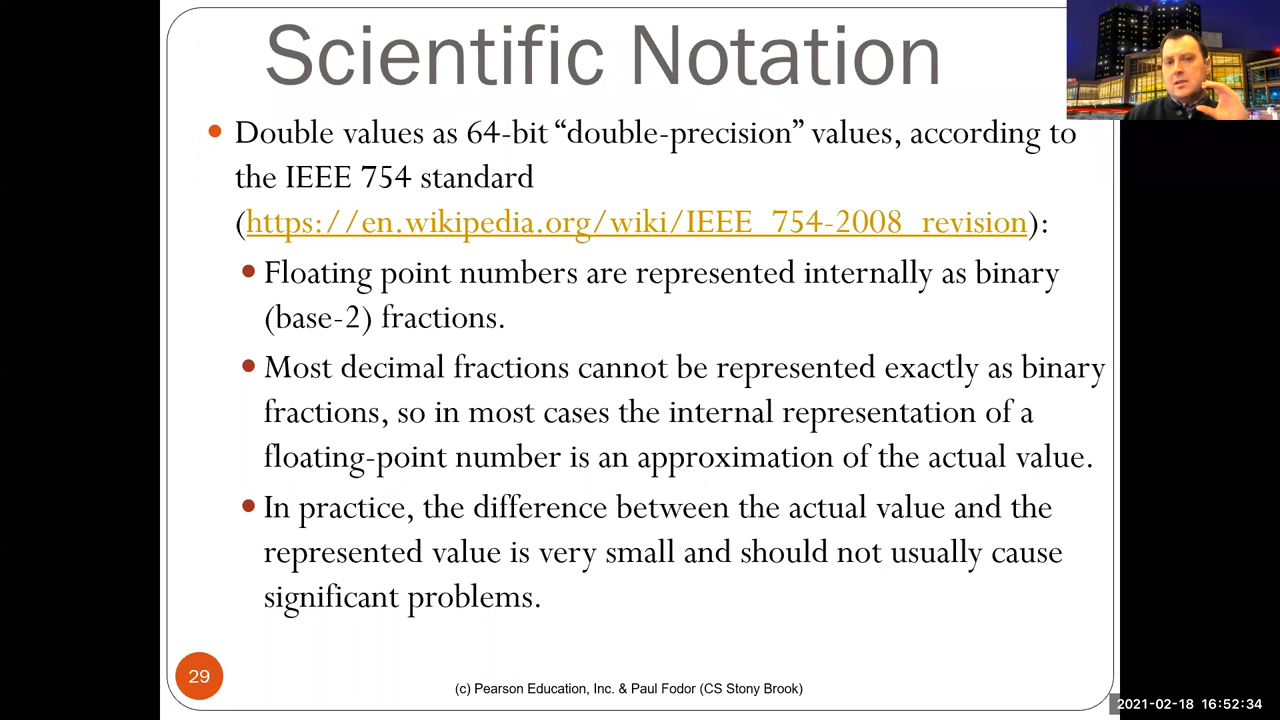 Scientific Notation
• Double values as 64-bit “double-precision” values, according to
the IEEE 754 standard
(https://en.wikipedia.org/wiki/IEEE_754-2008_revision):
• Floating point numbers are represented internally as binary
(base-2) fractions.
• Most decimal fractions cannot be represented exactly as binary
fractions, so in most cases the internal representation of a
floating-point number is an approximation of the actual value.
• In practice, the difference between the actual value and the
represented value is very small and should not usually cause
significant problems.
29
(c) Pearson Education, Inc. & Paul Fodor (CS Stony Brook)
2021-02-18 16:52:34